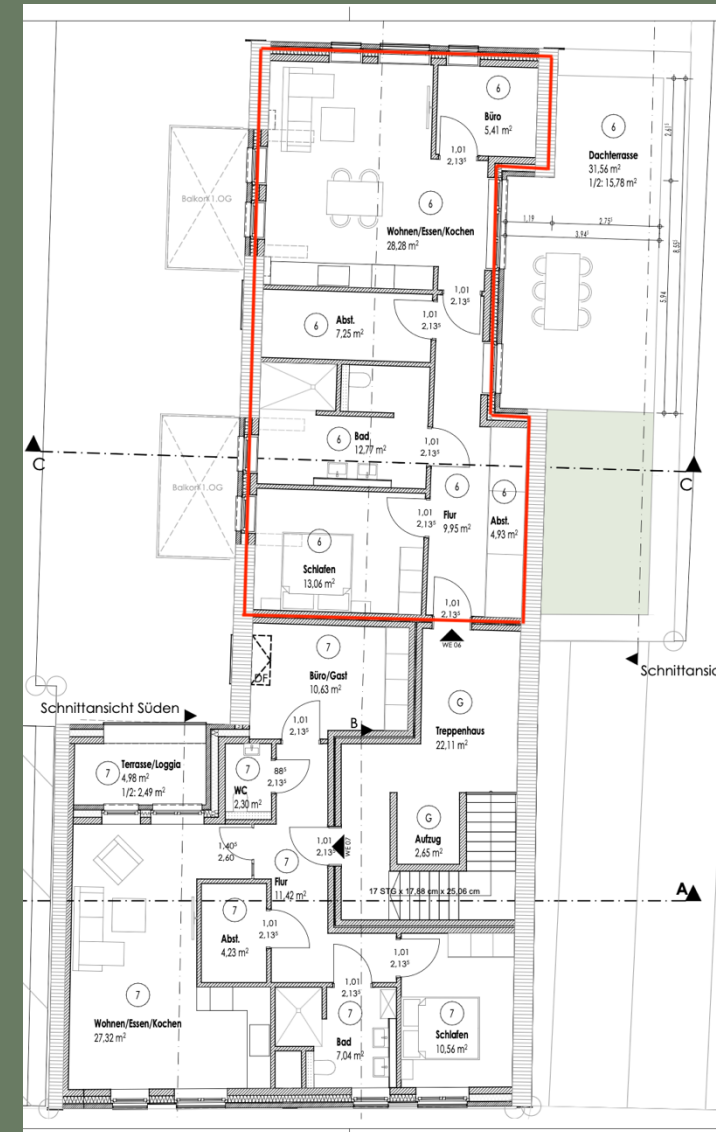 6
Büro
5,41 m²
1,01
2,13⁵
6
Dachterrasse
31,56 m²
1/2: 15,78 m²
2,61⁵
Balkon 1.OG
6
Wohnen/Essen/Kochen
28,28 m²
1,19
2,75¹
3,94¹
8,55¹
5,94
1,01
2,13⁵
6
Abst.
7,25 m²
1,01
2,13⁵
6
Bad
12,77 m²
1,01
2,13⁵
C
C
Balkon 1.OG
6
Flur
9,95 m²
6
Abst.
4,93 m²
1,01
2,13⁵
6
Schlafen
13,06 m²
1,01
2,13⁵
WE 06
7
Büro/Gast
10,63 m²
DF
Schnittansic
Schnittansicht Süden
1,01
2,13⁵
B
G
Treppenhaus
22,11 m²
7
Terrasse/Loggia
4,98 m²
1/2: 2,49 m²
7
WC
2,30 m²
88⁵
2,13⁵
G
Aufzug
2,65 m²
1,40⁵
2,60
1,01
2,13⁵
WE 07
7
Flur
11,42 m²
17 STG x 17,68 cm x 25,06 cm
A
7
Abst.
4,23 m²
1,01
2,13⁵
1,01
2,13⁵
1,01
2,13⁵
7
Wohnen/Essen/Kochen
27,32 m²
7
Bad
7,04 m²
7
Schlafen
10,56 m²